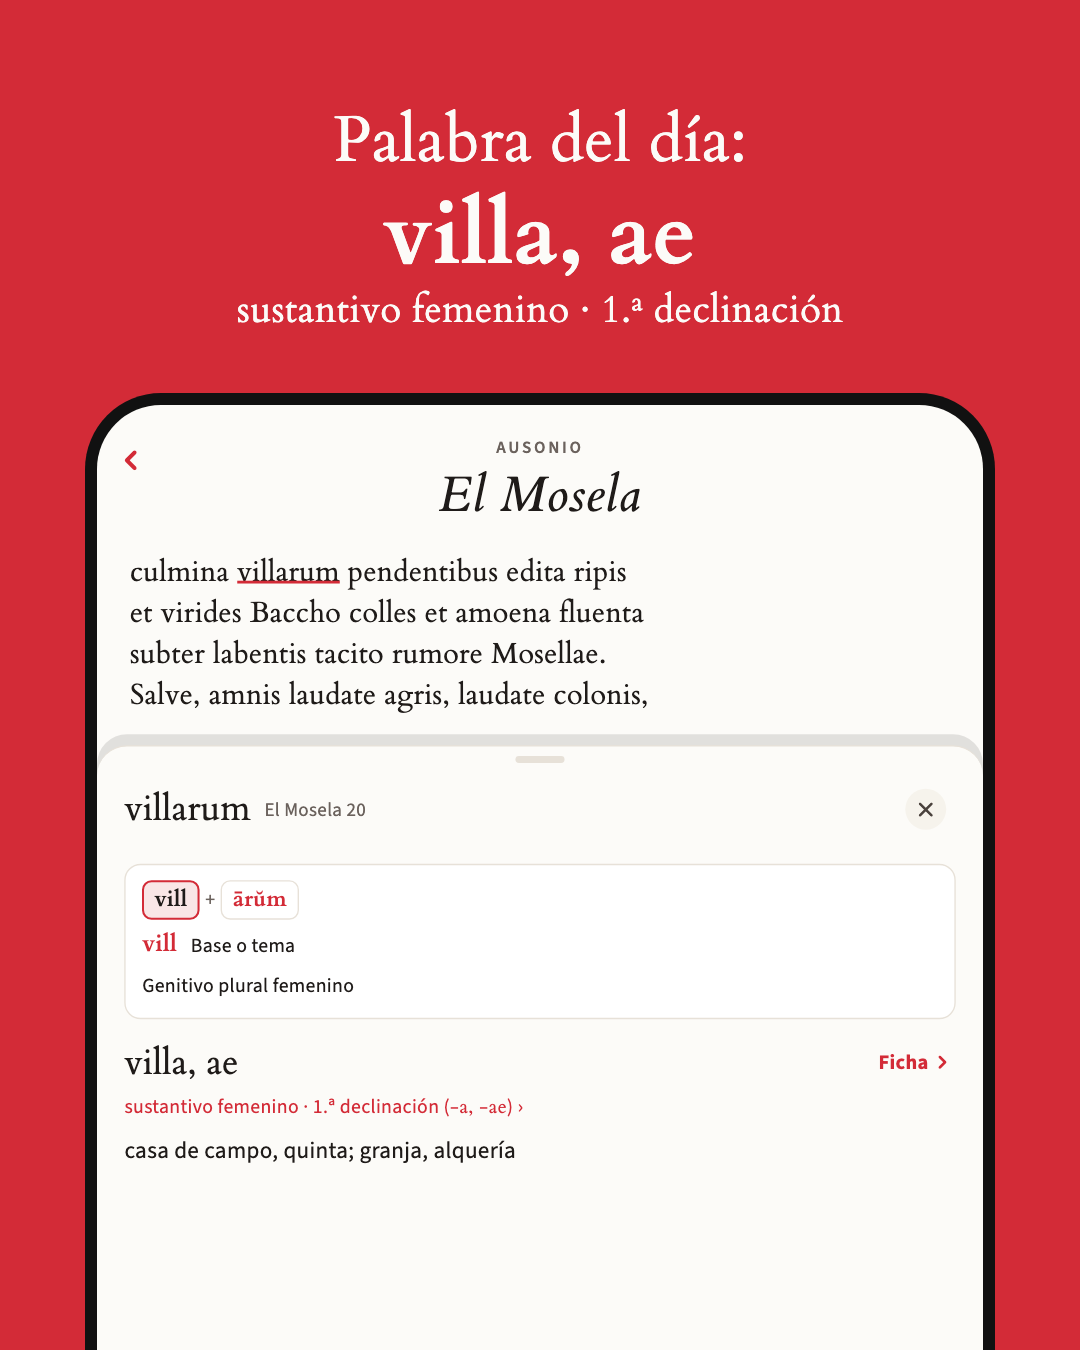 Palabra del día:
villa, ae
sustantivo femenino · 1.ª declinación
AUSONIO
El Mosela
culmina villarum pendentibus edita ripis
et virides Baccho colles et amoena fluenta
subter labentis tacito rumore Mosellae.
Salve, amnis laudate agris, laudate colonis,
villarum El Mosela 20
vill + ārŭm
vill Base o tema
Genitivo plural femenino
villa, ae Ficha ›
sustantivo femenino · 1.ª declinación (–a, –ae) ›
casa de campo, quinta; granja, alquería